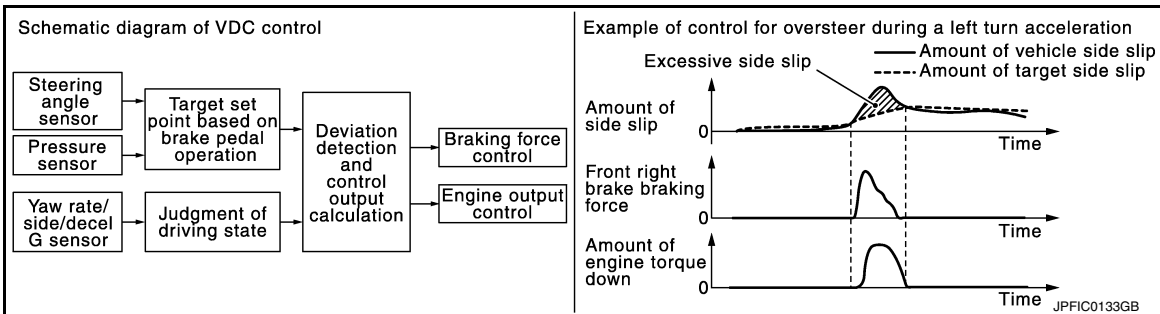 Schematic diagram of VDC control
Steering
angle
sensor
Pressure
sensor
Yaw rate/
side/decel
G sensor
Target set
point based on
brake pedal
operation
Judgment of
driving state
Deviation
detection
and
control
output
calculation
Braking force
control
Engine output
control
Example of control for oversteer during a left turn acceleration
Excessive side slip
Amount of vehicle side slip
Amount of target side slip
Amount of
side slip
0
Time
Front right
brake braking
force
0
Time
Amount of
engine torque
down
0
Time
JPFIC0133GB